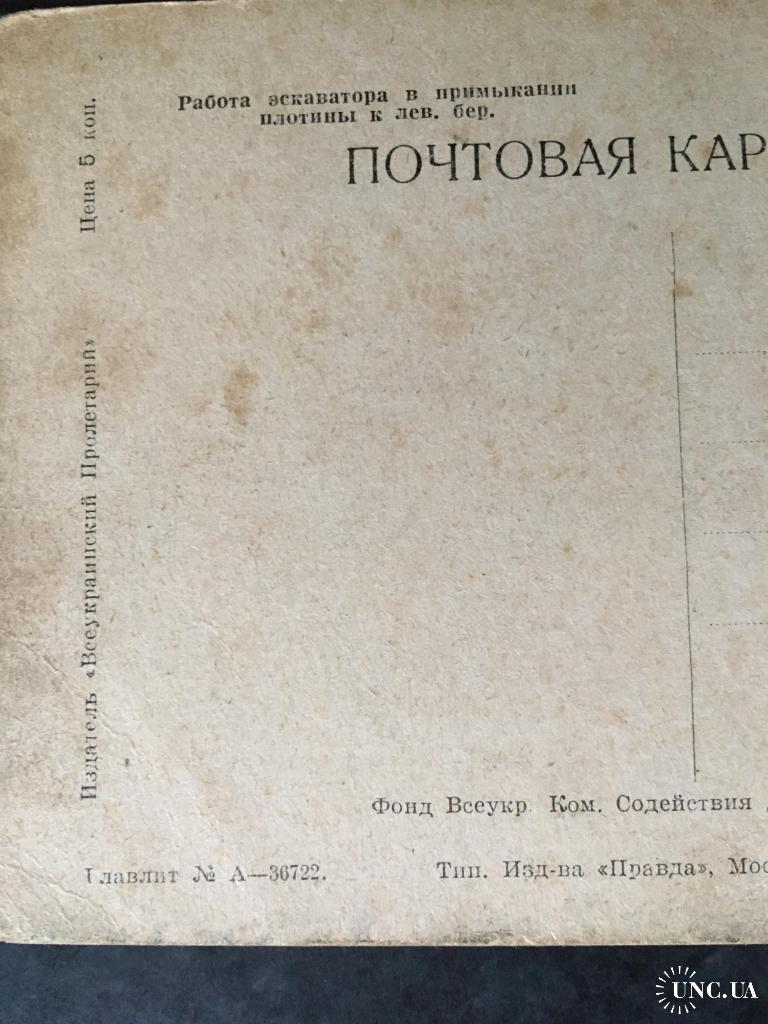 Работа эскаватора в примыкании
плотины к лев. бер.
ПОЧТОВАЯ КАР
Цена 5 коп.
Издатель «Всеукраинский Пролетарий»
Фонд Всеукр. Ком. Содействия
Главлит № А—36722.
Тип. Изд-ва «Правда», Мос
UNC.UA